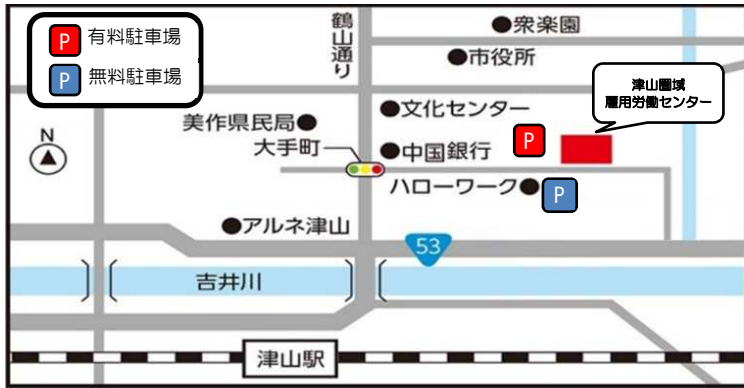 P 有料駐車場
P 無料駐車場
鶴山通り
●衆楽園
●市役所
津山圏域
雇用労働センター
●文化センター
美作県民局●
大手町
●中国銀行
P
N
ハローワーク●
P
●アルネ津山
53
吉井川
津山駅